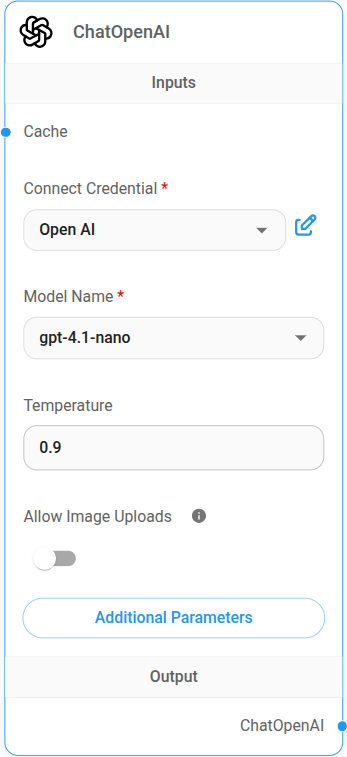 ChatOpenAI
Inputs
Cache
Connect Credential *
Open AI
Model Name *
gpt-4.1-nano
Temperature
0.9
Allow Image Uploads
Additional Parameters
Output
ChatOpenAI